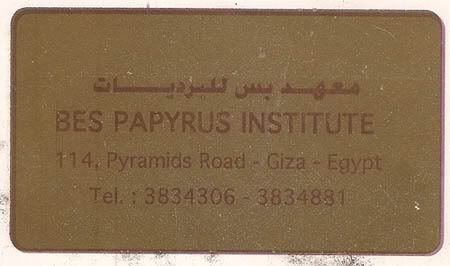 معهد بس للبرديات
BES PAPYRUS INSTITUTE
114, Pyramids Road - Giza - Egypt
Tel. : 3834306 - 3834881